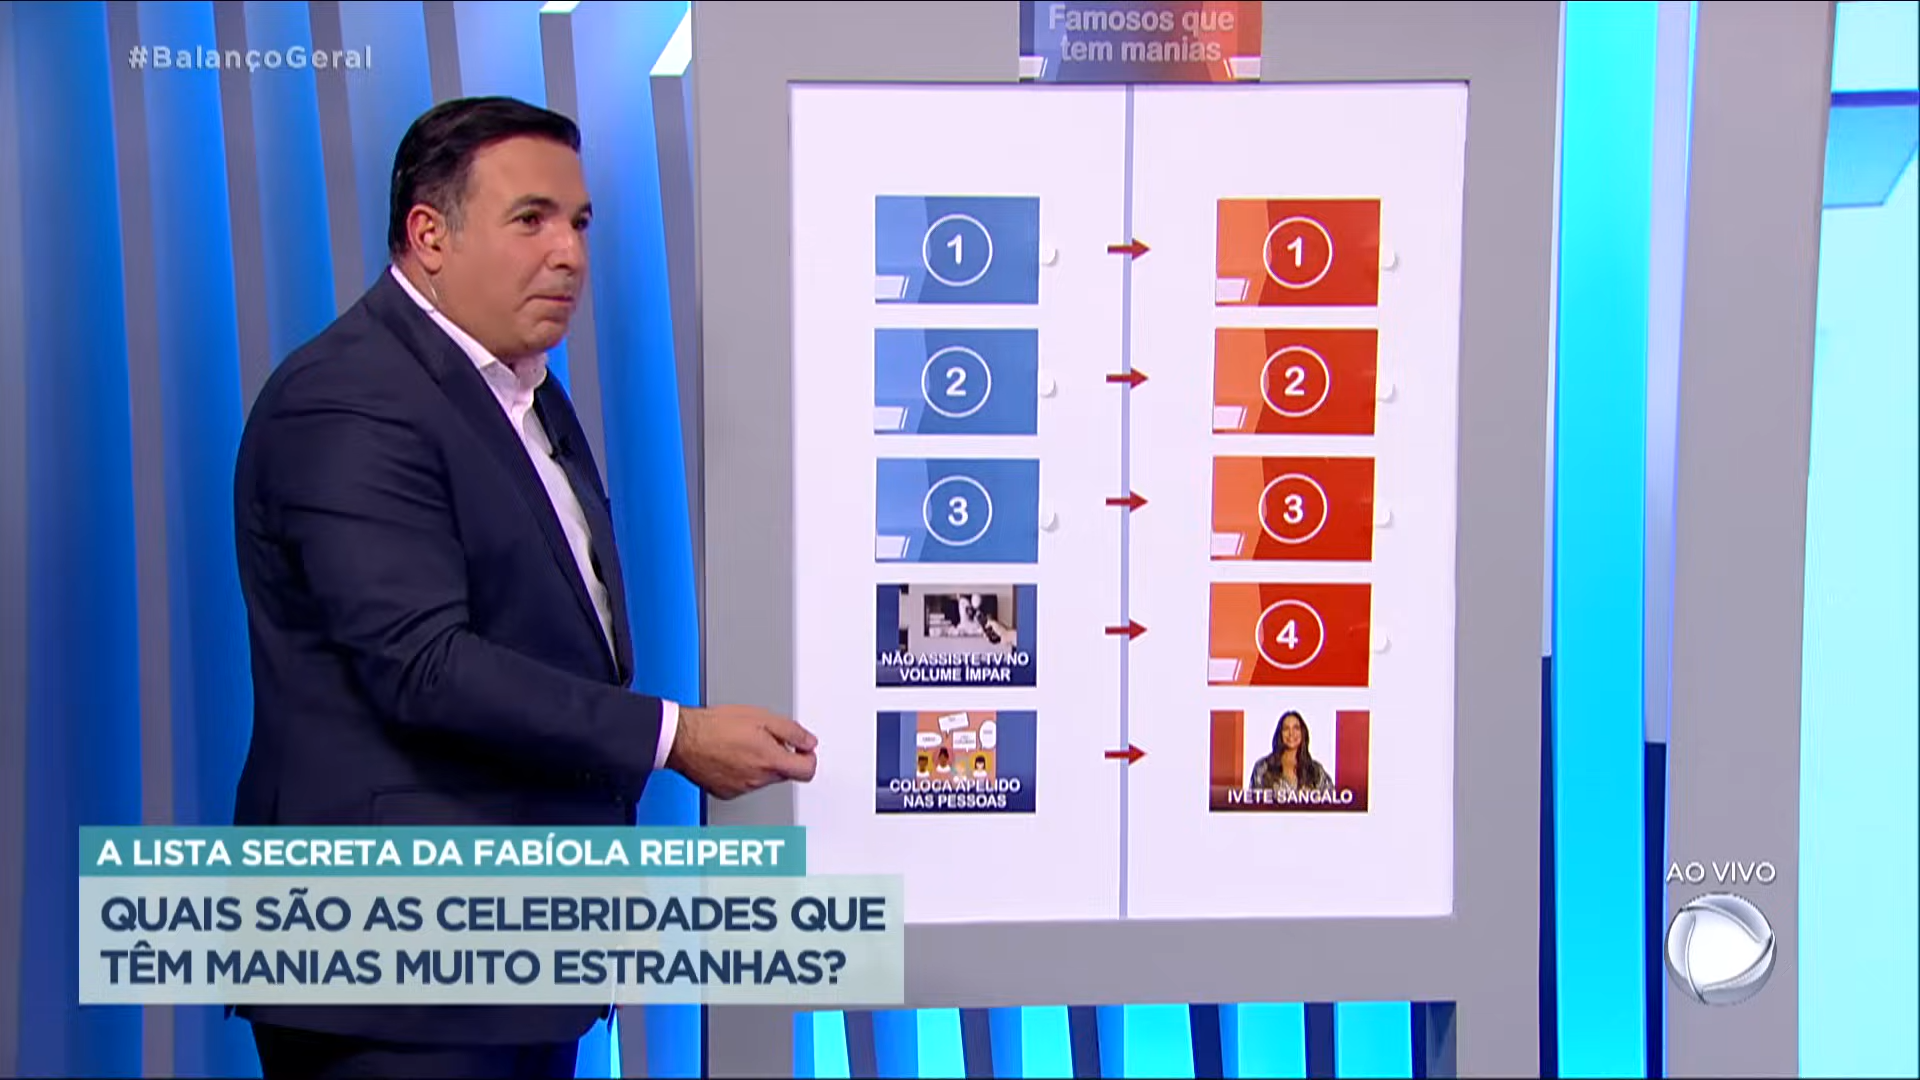 #BalançoGeral
Famosos que
tem manias
1
1
2
2
3
3
NÃO ASSISTE TV NO
VOLUME ÍMPAR
4
COLOCA APELIDO
NAS PESSOAS
IVETE SANGALO
A LISTA SECRETA DA FABÍOLA REIPERT
QUAIS SÃO AS CELEBRIDADES QUE
TÊM MANIAS MUITO ESTRANHAS?
AO VIVO